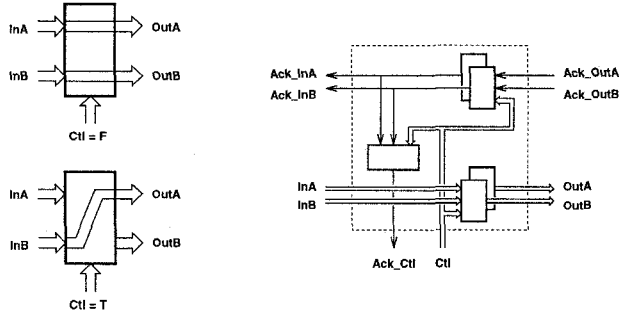 InA
OutA
InB
OutB
Ctl = F
InA
OutA
InB
OutB
Ctl = T
Ack_InA
Ack_OutA
Ack_InB
Ack_OutB
InA
OutA
InB
OutB
Ack_Ctl
Ctl